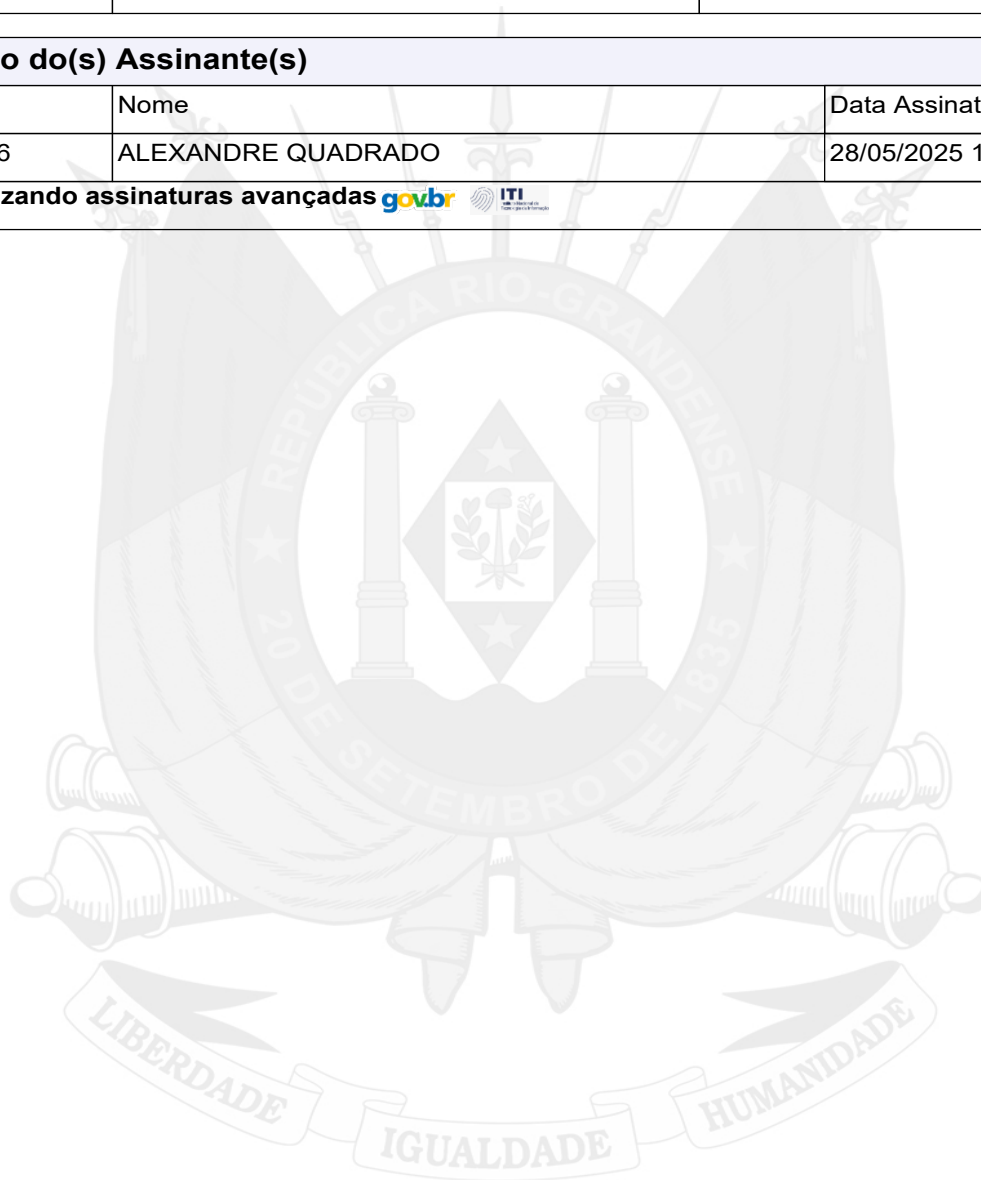 o do(s) Assinante(s)
Nome
Data Assinat
6
ALEXANDRE QUADRADO
28/05/2025 1
zando assinaturas avançadas gov.br ITI
REPÚBLICA RIO-GRANDENSE
20 DE SETEMBRO DE 1835
LIBERDADE
IGUALDADE
HUMANIDADE